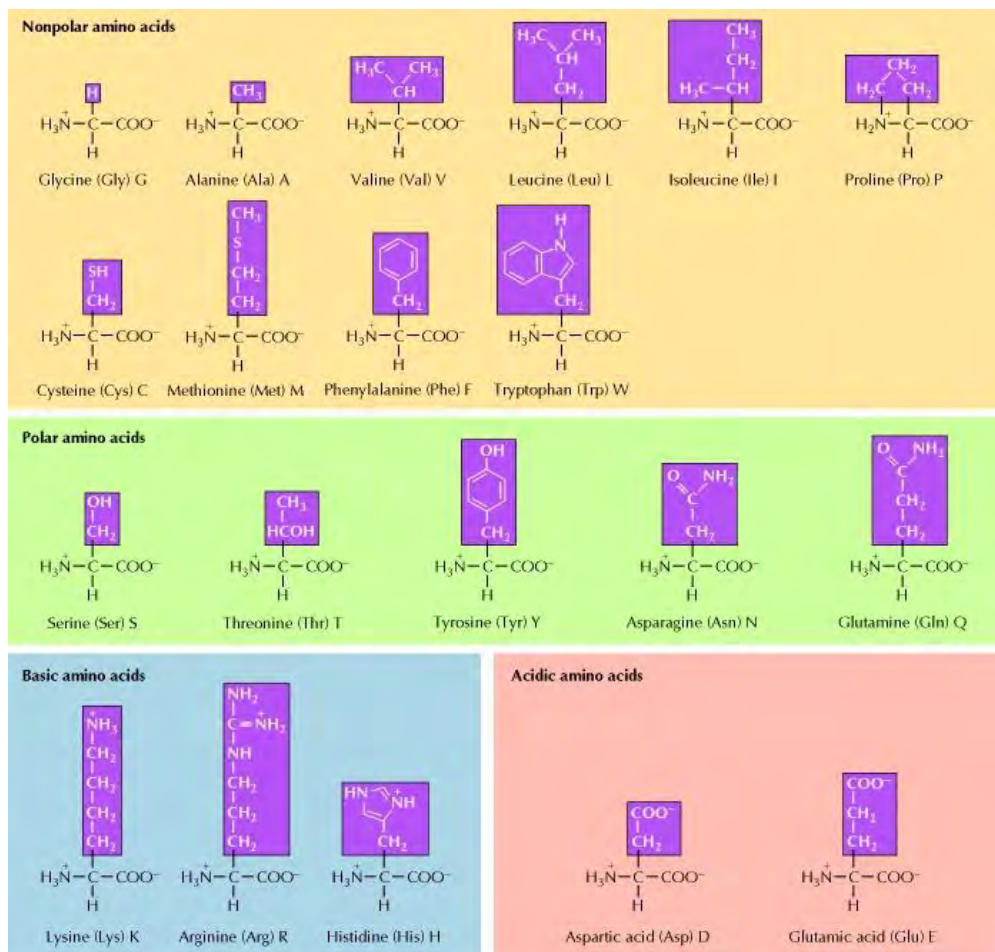 Nonpolar amino acids
H
H₃N⁺—C—COO⁻
H
Glycine (Gly) G
CH₃
H₃N⁺—C—COO⁻
H
Alanine (Ala) A
H₃C CH₃
CH
H₃N⁺—C—COO⁻
H
Valine (Val) V
H₃C CH₃
CH
CH₂
H₃N⁺—C—COO⁻
H
Leucine (Leu) L
CH₃
CH₂
H₃C—CH
H₃N⁺—C—COO⁻
H
Isoleucine (Ile) I
CH₂
H₂C CH₂
H₂N⁺—C—COO⁻
H
Proline (Pro) P
SH
CH₂
H₃N⁺—C—COO⁻
H
Cysteine (Cys) C
CH₃
S
CH₂
CH₂
H₃N⁺—C—COO⁻
H
Methionine (Met) M
CH₂
H₃N⁺—C—COO⁻
H
Phenylalanine (Phe) F
H
N
CH₂
H₃N⁺—C—COO⁻
H
Tryptophan (Trp) W
Polar amino acids
OH
CH₂
H₃N⁺—C—COO⁻
H
Serine (Ser) S
CH₃
HCOH
H₃N⁺—C—COO⁻
H
Threonine (Thr) T
OH
CH₂
H₃N⁺—C—COO⁻
H
Tyrosine (Tyr) Y
O NH₂
C
CH₂
H₃N⁺—C—COO⁻
H
Asparagine (Asn) N
O NH₂
C
CH₂
CH₂
H₃N⁺—C—COO⁻
H
Glutamine (Gln) Q
Basic amino acids
⁺NH₃
CH₂
CH₂
CH₂
CH₂
H₃N⁺—C—COO⁻
H
Lysine (Lys) K
NH₂
C=N⁺H₂
NH
CH₂
CH₂
CH₂
H₃N⁺—C—COO⁻
H
Arginine (Arg) R
HN ⁺NH
CH₂
H₃N⁺—C—COO⁻
H
Histidine (His) H
Acidic amino acids
COO⁻
CH₂
H₃N⁺—C—COO⁻
H
Aspartic acid (Asp) D
COO⁻
CH₂
CH₂
H₃N⁺—C—COO⁻
H
Glutamic acid (Glu) E